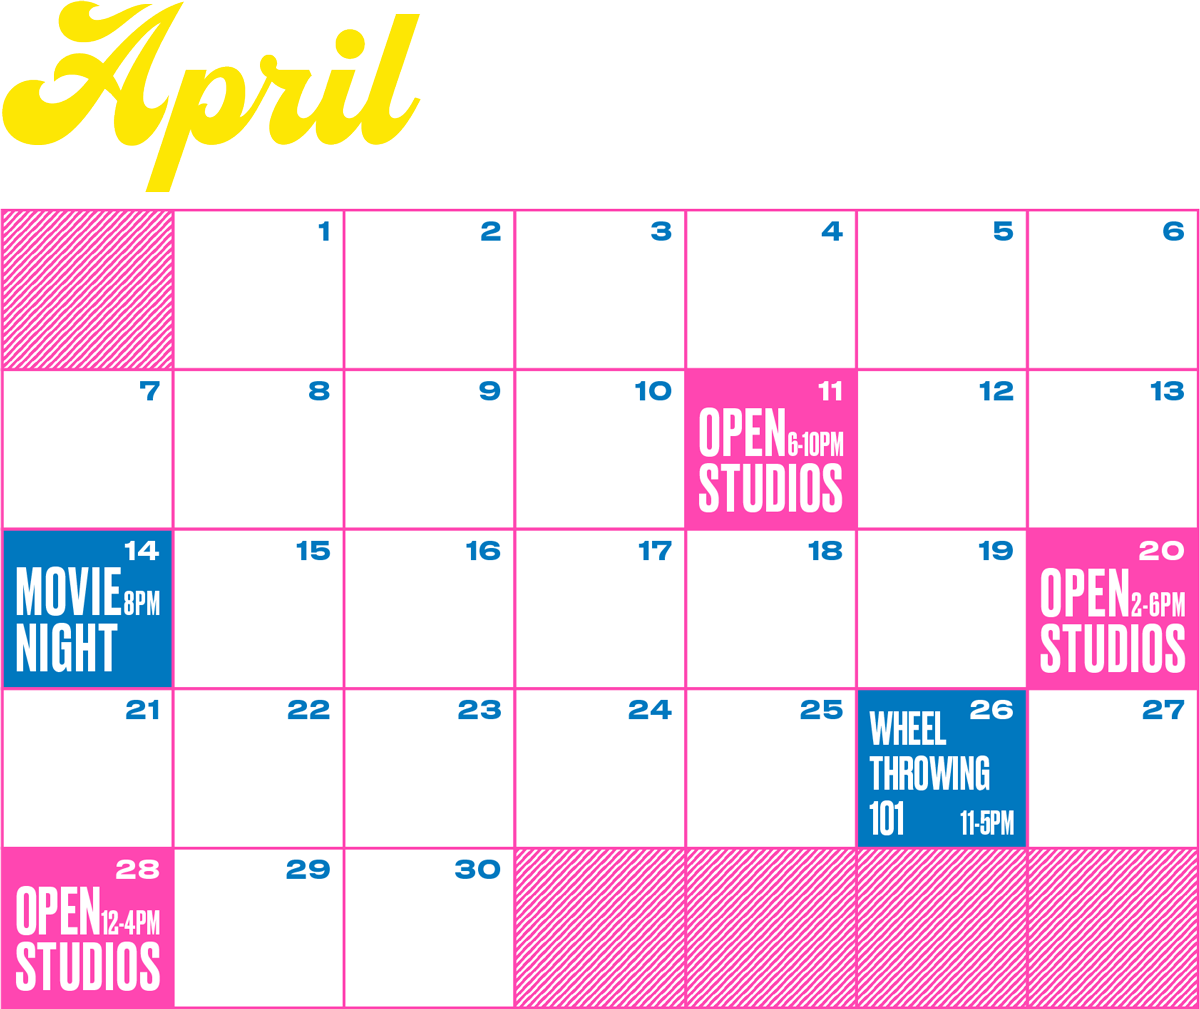 April
1 2 3 4 5 6
7 8 9 10 11 12 13
OPEN 6-10PM
STUDIOS
14 15 16 17 18 19 20
MOVIE 8PM
NIGHT
OPEN 2-6PM
STUDIOS
21 22 23 24 25 26 27
WHEEL
THROWING
101 11-5PM
28 29 30
OPEN 12-4PM
STUDIOS